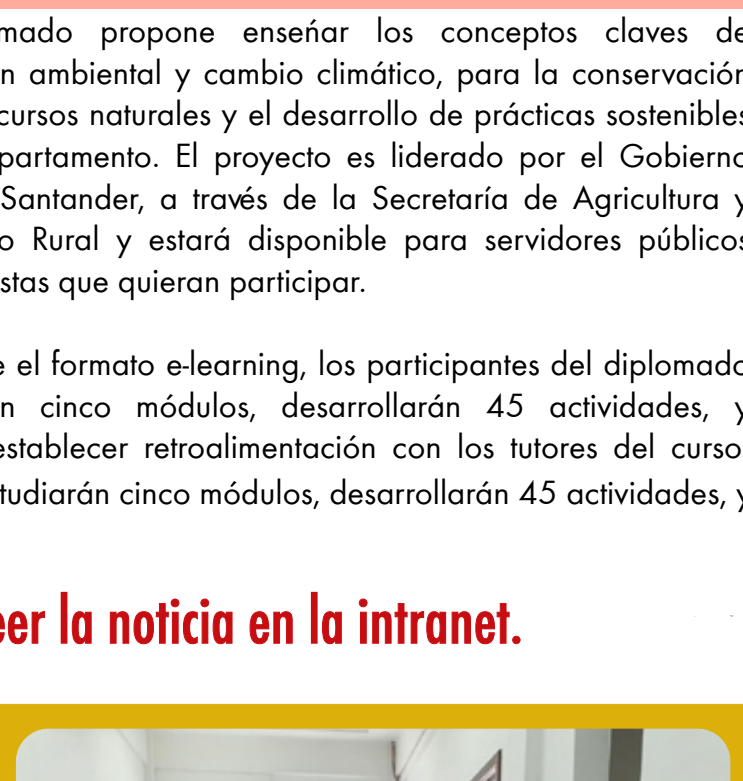 mado propone enseńar los conceptos claves de
n ambiental y cambio climático, para la conservación
cursos naturales y el desarrollo de prácticas sostenibles
partamento. El proyecto es liderado por el Gobierno
Santander, a través de la Secretaría de Agricultura y
o Rural y estará disponible para servidores públicos
stas que quieran participar.
e el formato e-learning, los participantes del diplomado
n cinco módulos, desarrollarán 45 actividades, y
establecer retroalimentación con los tutores del curso
tudiarán cinco módulos, desarrollarán 45 actividades, y
eer la noticia en la intranet.